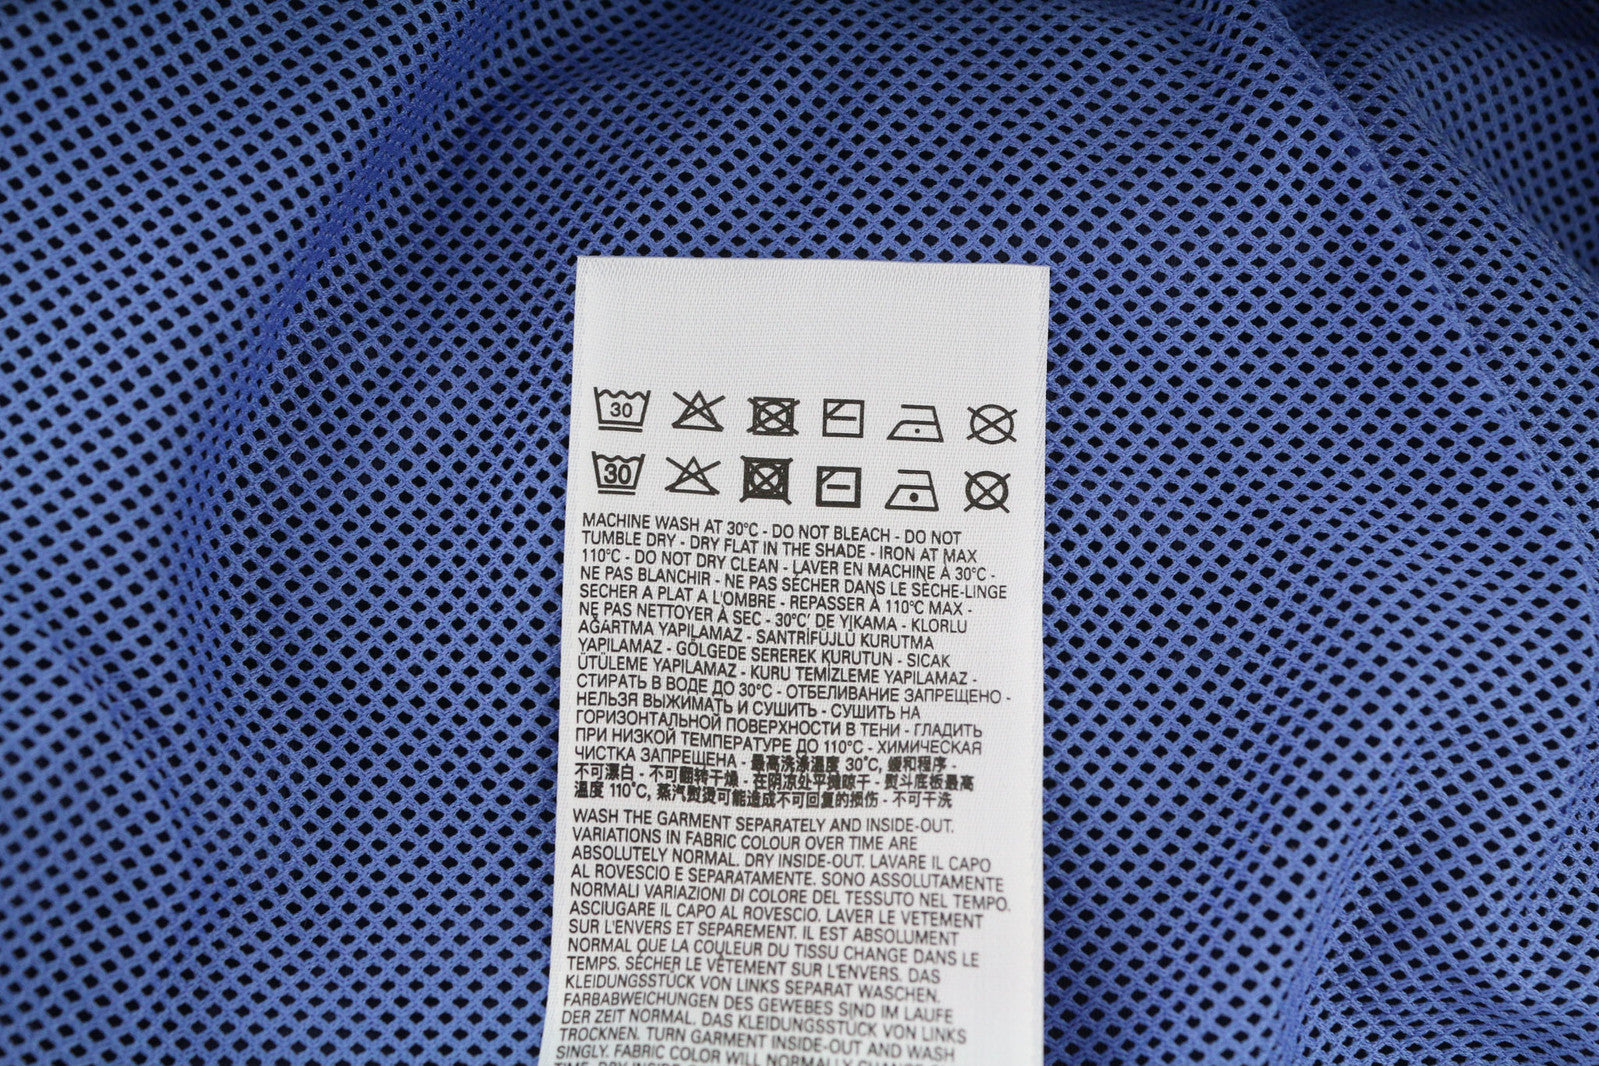 30
30
MACHINE WASH AT 30°C - DO NOT BLEACH - DO NOT
TUMBLE DRY - DRY FLAT IN THE SHADE - IRON AT MAX
110°C - DO NOT DRY CLEAN - LAVER EN MACHINE À 30°C -
NE PAS BLANCHIR - NE PAS SÉCHER DANS LE SÈCHE-LINGE
SECHER A PLAT A L'OMBRE - REPASSER À 110°C MAX -
NE PAS NETTOYER À SEC - 30°C' DE YIKAMA - KLORLU
AĞARTMA YAPILAMAZ - SANTRİFÜJLÜ KURUTMA
YAPILAMAZ - GÖLGEDE SEREREK KURUTUN - SICAK
ÜTÜLEME YAPILAMAZ - KURU TEMİZLEME YAPILAMAZ -
СТИРАТЬ В ВОДЕ ДО 30°C - ОТБЕЛИВАНИЕ ЗАПРЕЩЕНО -
НЕЛЬЗЯ ВЫЖИМАТЬ И СУШИТЬ - СУШИТЬ НА
ГОРИЗОНТАЛЬНОЙ ПОВЕРХНОСТИ В ТЕНИ - ГЛАДИТЬ
ПРИ НИЗКОЙ ТЕМПЕРАТУРЕ ДО 110°C - ХИМИЧЕСКАЯ
ЧИСТКА ЗАПРЕЩЕНА - 最高洗涤温度 30°C, 缓和程序 -
不可漂白 - 不可翻转干燥 - 在阴凉处平摊晾干 - 熨斗底板最高
温度 110°C, 蒸汽熨烫可能造成不可回复的损伤 - 不可干洗
WASH THE GARMENT SEPARATELY AND INSIDE-OUT.
VARIATIONS IN FABRIC COLOUR OVER TIME ARE
ABSOLUTELY NORMAL. DRY INSIDE-OUT. LAVARE IL CAPO
AL ROVESCIO E SEPARATAMENTE. SONO ASSOLUTAMENTE
NORMALI VARIAZIONI DI COLORE DEL TESSUTO NEL TEMPO.
ASCIUGARE IL CAPO AL ROVESCIO. LAVER LE VETEMENT
SUR L'ENVERS ET SEPAREMENT. IL EST ABSOLUMENT
NORMAL QUE LA COULEUR DU TISSU CHANGE DANS LE
TEMPS. SÉCHER LE VÊTEMENT SUR L'ENVERS. DAS
KLEIDUNGSSTÜCK VON LINKS SEPARAT WASCHEN.
FARBABWEICHUNGEN DES GEWEBES SIND IM LAUFE
DER ZEIT NORMAL. DAS KLEIDUNGSSTÜCK VON LINKS
TROCKNEN. TURN GARMENT INSIDE-OUT AND WASH
SINGLY. FABRIC COLOR WILL NORMALLY CHANGE